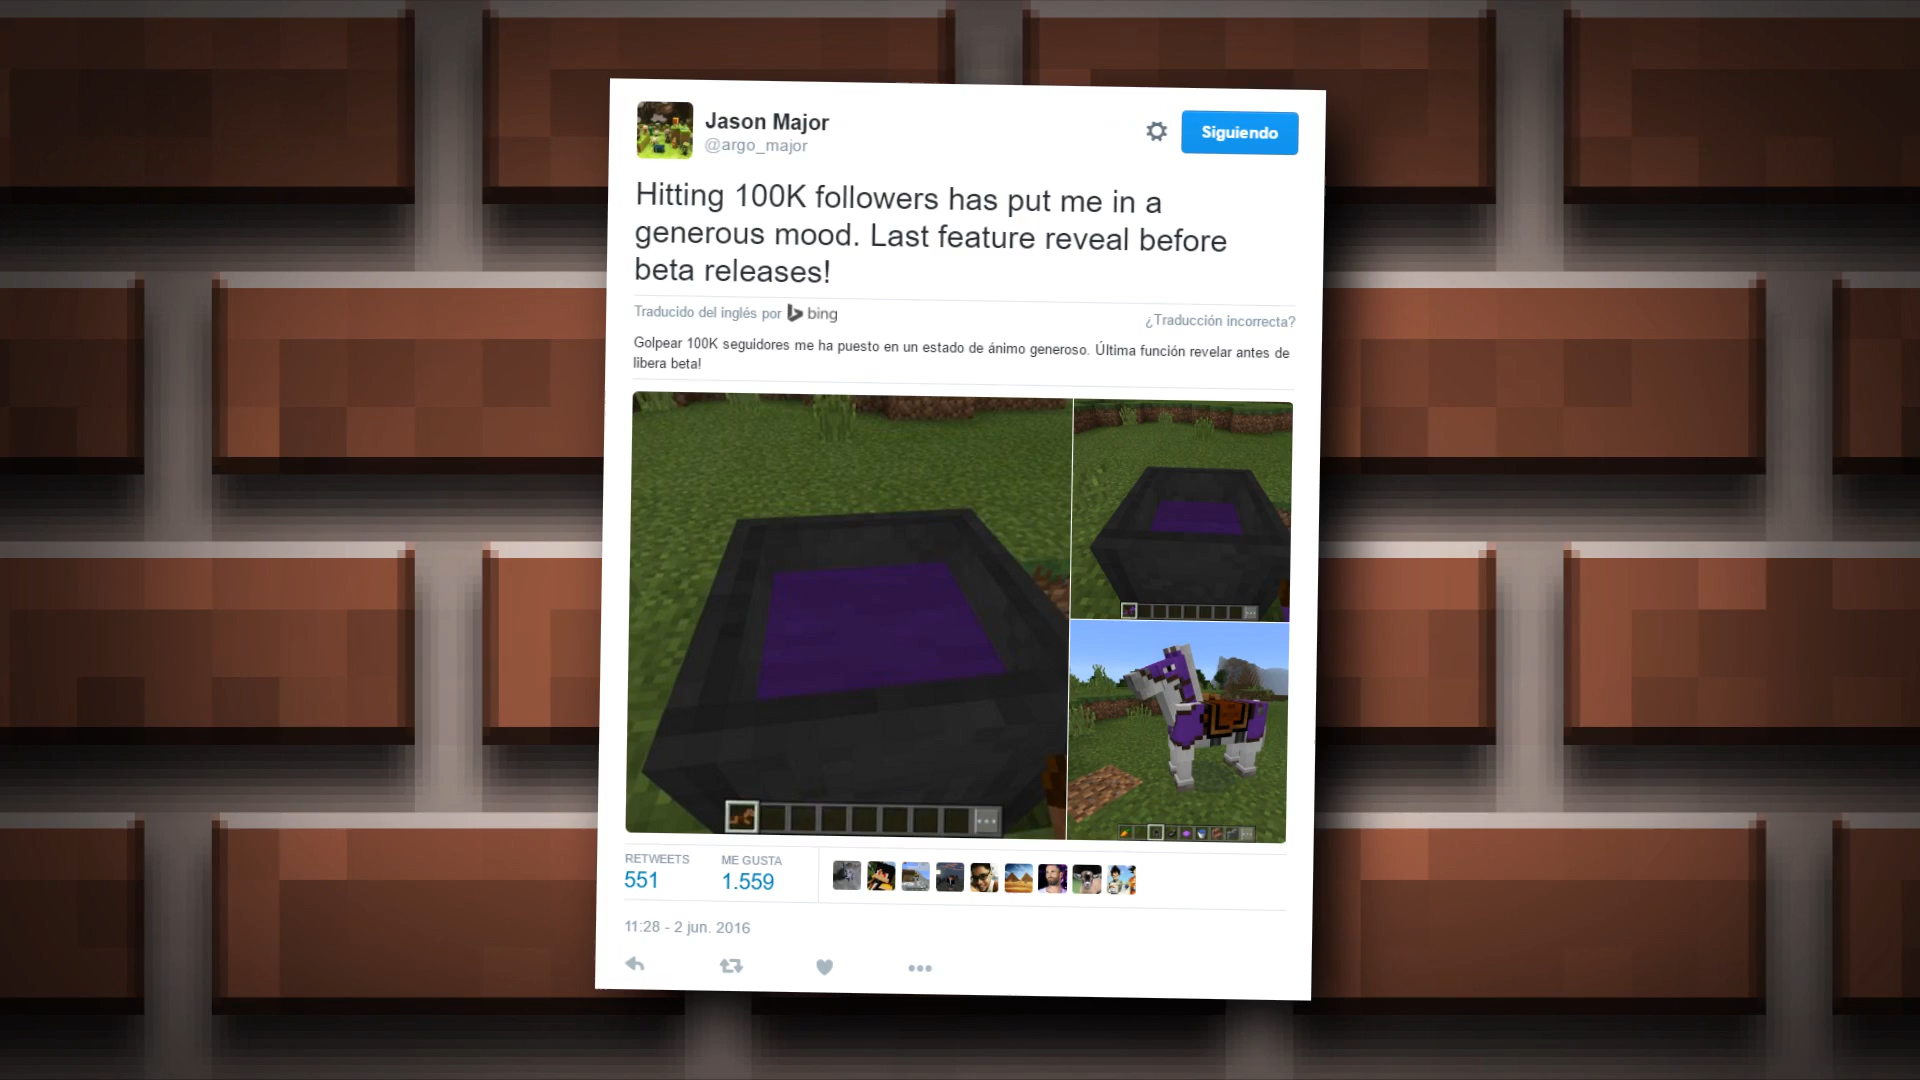 Jason Major
@argo_major
Siguiendo
Hitting 100K followers has put me in a
generous mood. Last feature reveal before
beta releases!
Traducido del inglés por bing
¿Traducción incorrecta?
Golpear 100K seguidores me ha puesto en un estado de ánimo generoso. Última función revelar antes de
libera beta!
RETWEETS
551
ME GUSTA
1.559
11:28 - 2 jun. 2016